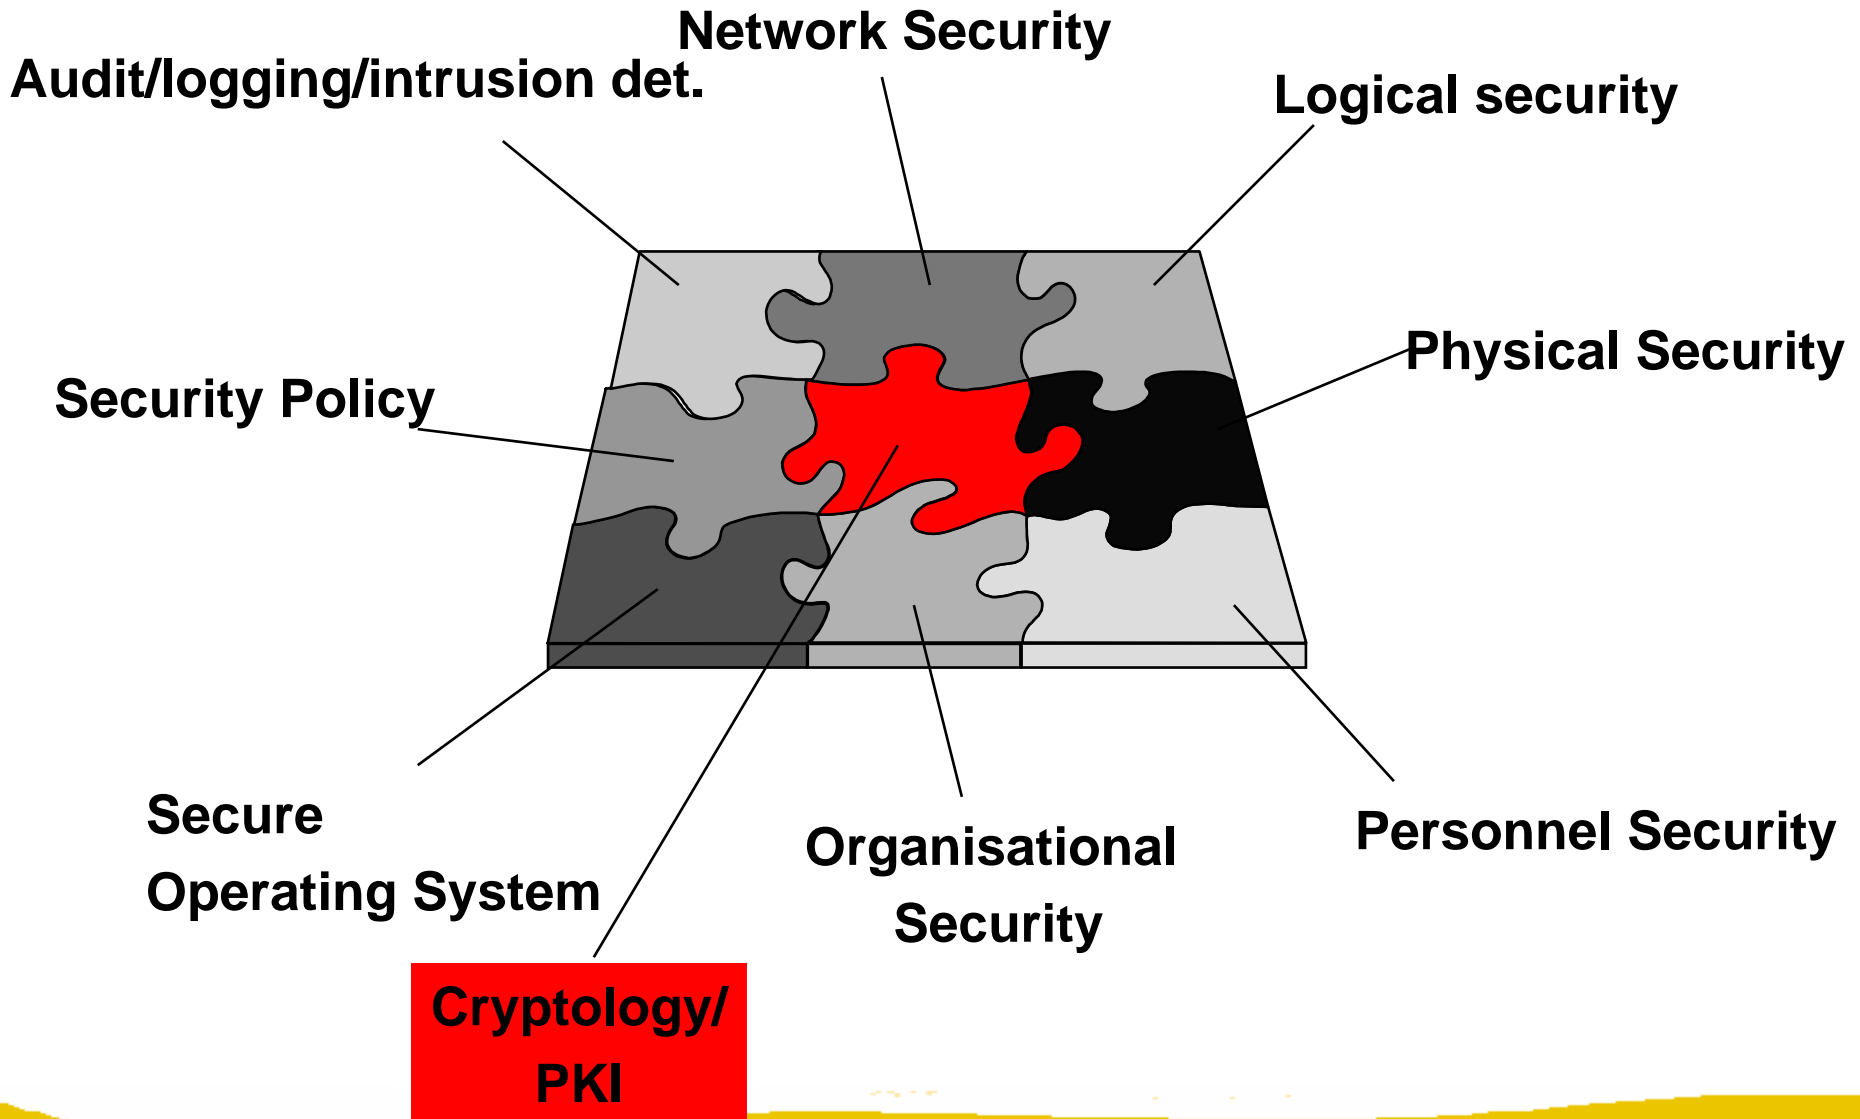 Network Security
Audit/logging/intrusion det.
Logical security
Physical Security
Security Policy
Secure
Operating System
Organisational
Security
Personnel Security
Cryptology/
PKI